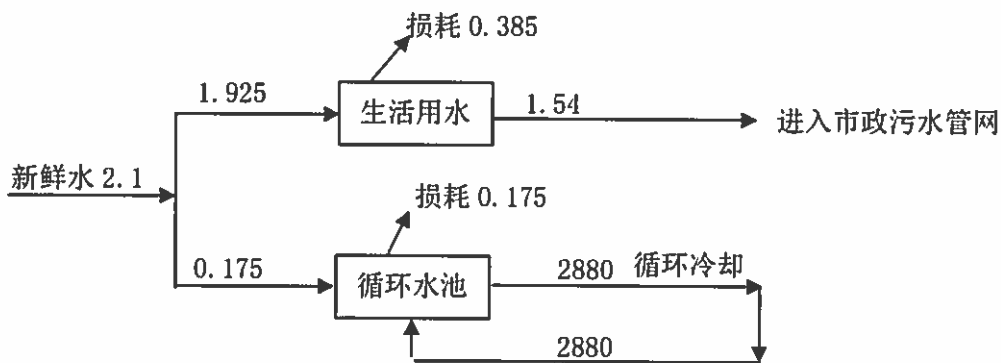 损耗 0.385
1.925
生活用水
1.54
进入市政污水管网
新鲜水 2.1
损耗 0.175
0.175
循环水池
2880
循环冷却
2880